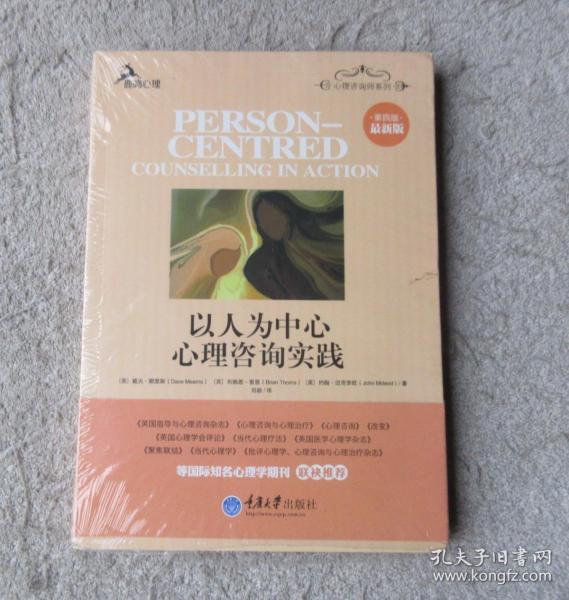 鹿鸣心理
心理咨询师系列
PERSON-
CENTRED
COUNSELLING IN ACTION
·第四版·
最新版
以人为中心
心理咨询实践
（英）戴夫·默恩斯（Dave Mearns）（英）布赖恩·索恩（Brian Thorne）（英）约翰·迈克李欧（John Mcleod）/著
刘毅/译
《英国指导与心理咨询杂志》《心理咨询与心理治疗》《心理咨询》《改变》
《英国心理学会评论》《当代心理疗法》《英国医学心理学杂志》
《聚焦联结》《当代心理学》《批评心理学、心理咨询与心理治疗杂志》
等国际知名心理学期刊 联袂推荐
重庆大学出版社
http://www.cqup.com.cn
孔夫子旧书网
www.kongfz.com